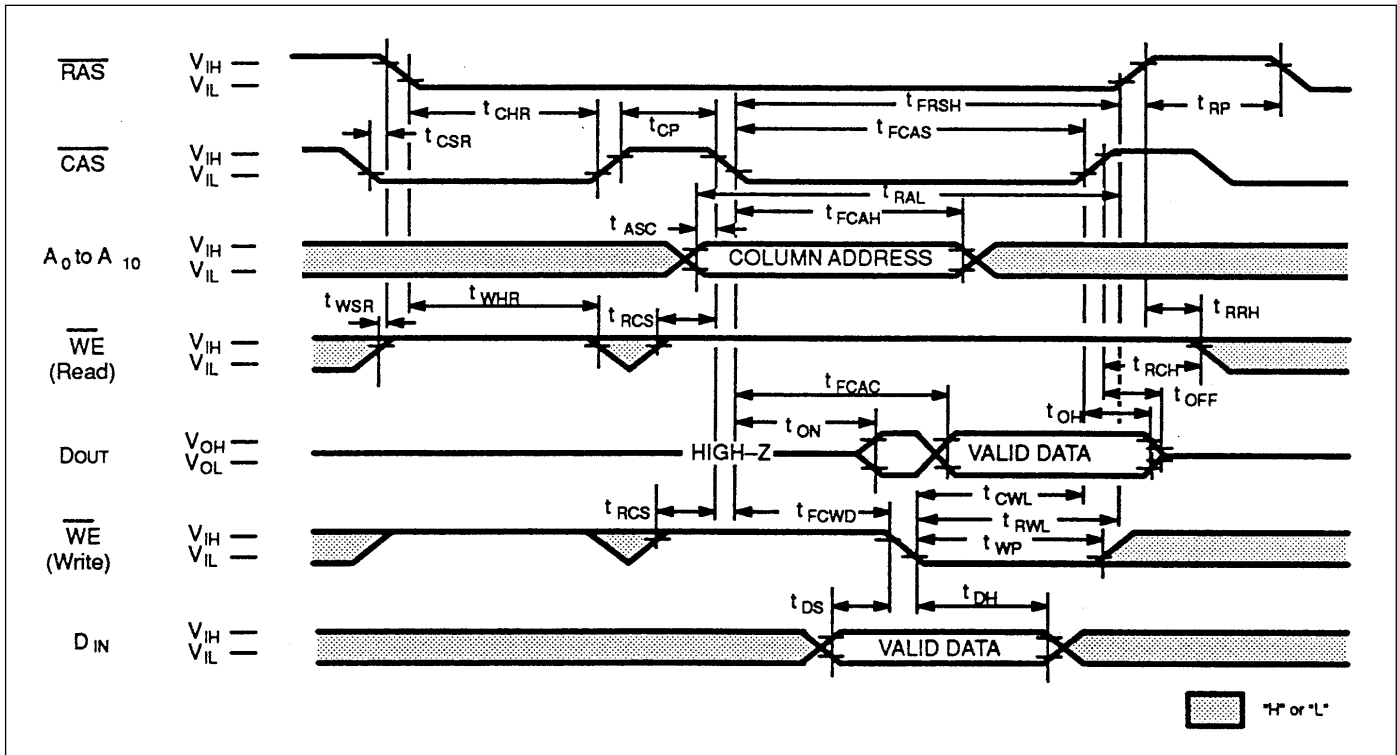 RAS VIH VIL
tCHR tFRSH tRP
tCSR tCP tFCAS
CAS VIH VIL
tRAL
tASC tFCAH
A0 to A10 VIH VIL COLUMN ADDRESS
tWSR tWHR tRCS tRRH
WE (Read) VIH VIL
tRCH
tFCAC tOFF
tON tOH
DOUT VOH VOL HIGH–Z VALID DATA
tCWL
tRCS tFCWD tRWL
WE (Write) VIH VIL tWP
tDS tDH
DIN VIH VIL VALID DATA
"H" or "L"